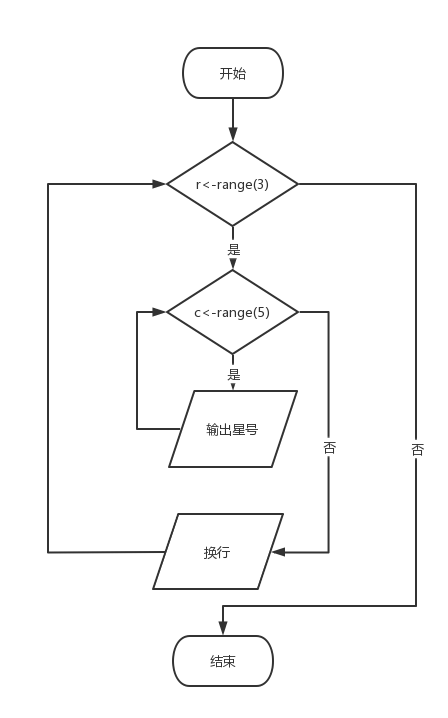 开始
r<-range(3)
是
c<-range(5)
是
输出星号
否
否
换行
结束